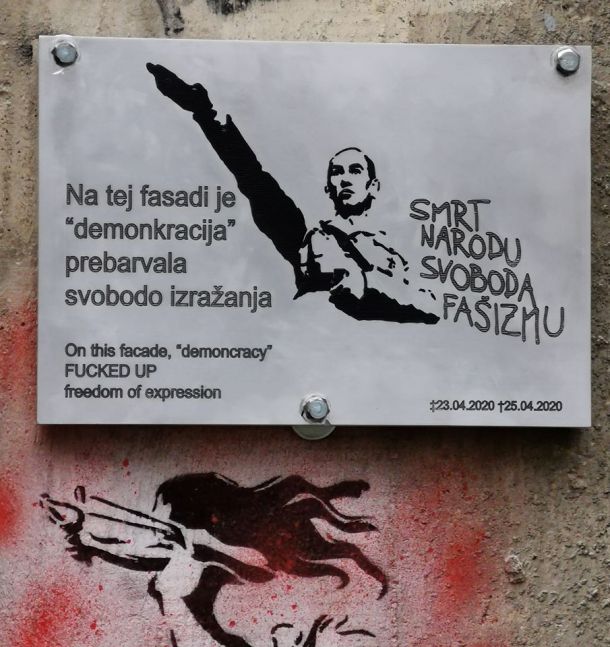 Na tej fasadi je
“demonkracija”
prebarvala
svobodo izražanja
On this facade, “demoncracy”
FUCKED UP
freedom of expression
SMRT
NARODU
SVOBODA
FAŠIZMU
‡23.04.2020 †25.04.2020